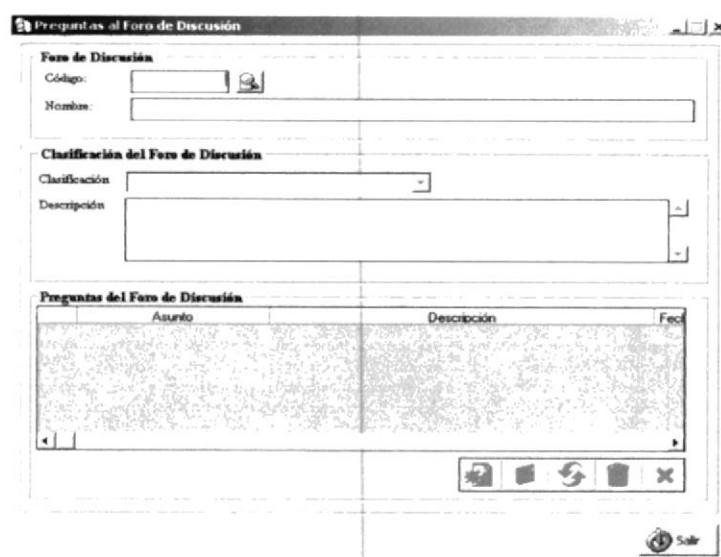 Preguntas al Foro de Discusión
Foro de Discusión
Código:
Nombre:
Clasificación del Foro de Discusión
Clasificación
Descripción
Preguntas del Foro de Discusión
Asunto Descripción Fecl
Salir